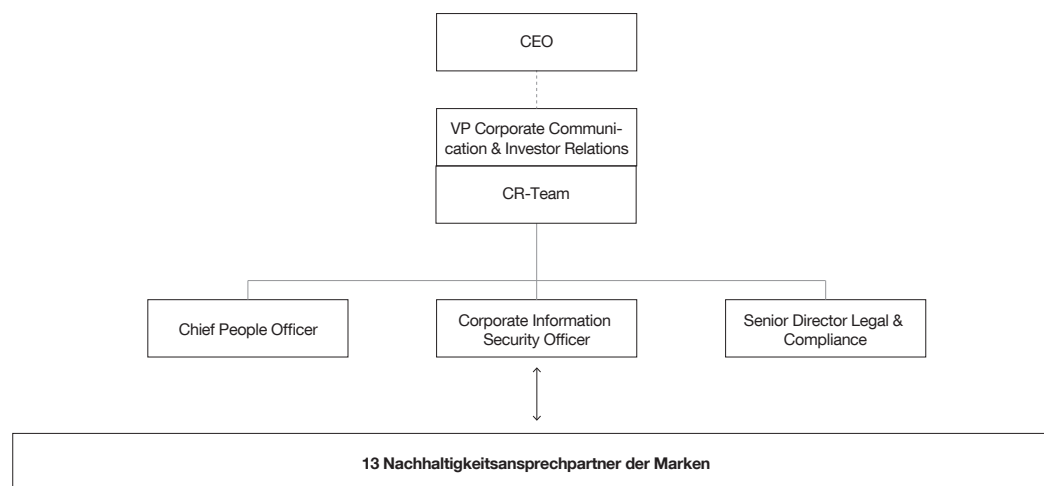 CEO
VP Corporate Communi-
cation & Investor Relations
CR-Team
Chief People Officer
Corporate Information
Security Officer
Senior Director Legal &
Compliance
13 Nachhaltigkeitsansprechpartner der Marken